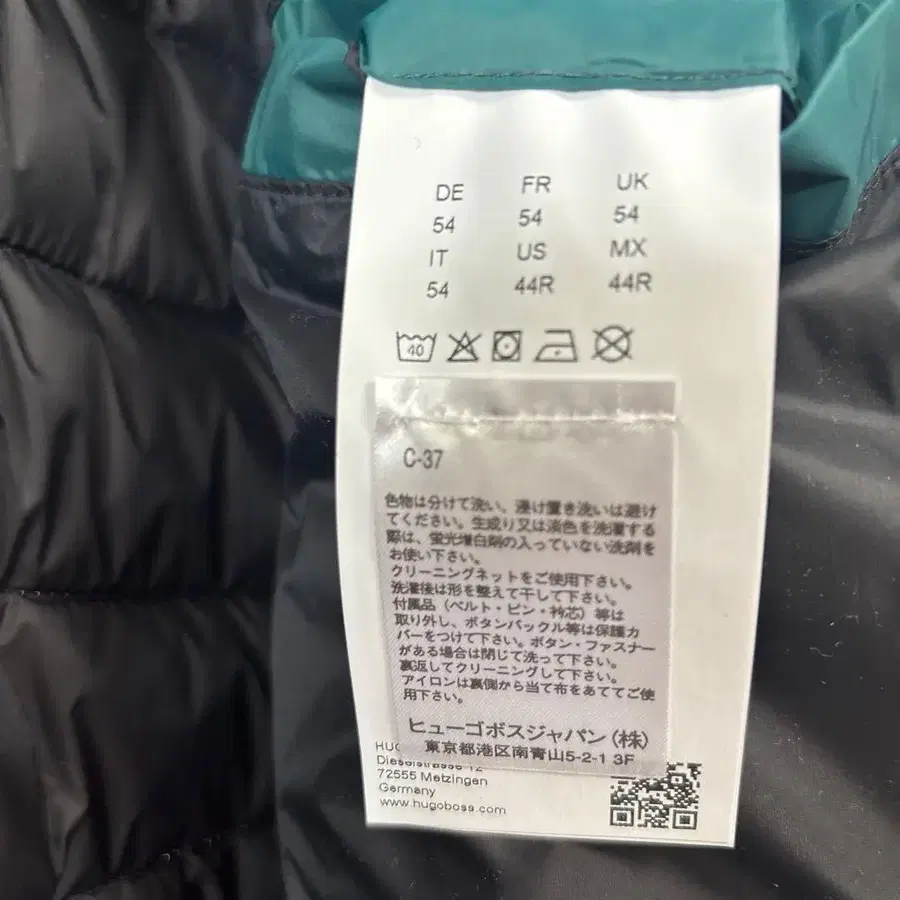 DE FR UK
54 54 54
IT US MX
54 44R 44R
40
C-37
色物は分けて洗い、浸け置き洗いは避け
てください。生成り又は淡色を洗濯する
際は、蛍光増白剤の入っていない洗剤を
お使い下さい。
クリーニングネットをご使用下さい。
洗濯後は形を整えて干して下さい。
付属品（ベルト・ピン・衿芯）等は
取り外し、ボタンバックル等は保護カ
バーをつけて下さい。ボタン・ファスナー
がある場合は閉じて洗って下さい。
裏返してクリーニングして下さい。
アイロンは裏側から当て布をあててご使
用下さい。
ヒューゴボスジャパン（株）
東京都港区南青山5-2-1 3F
Dieselstrasse 12
72555 Metzingen
Germany
www.hugoboss.com